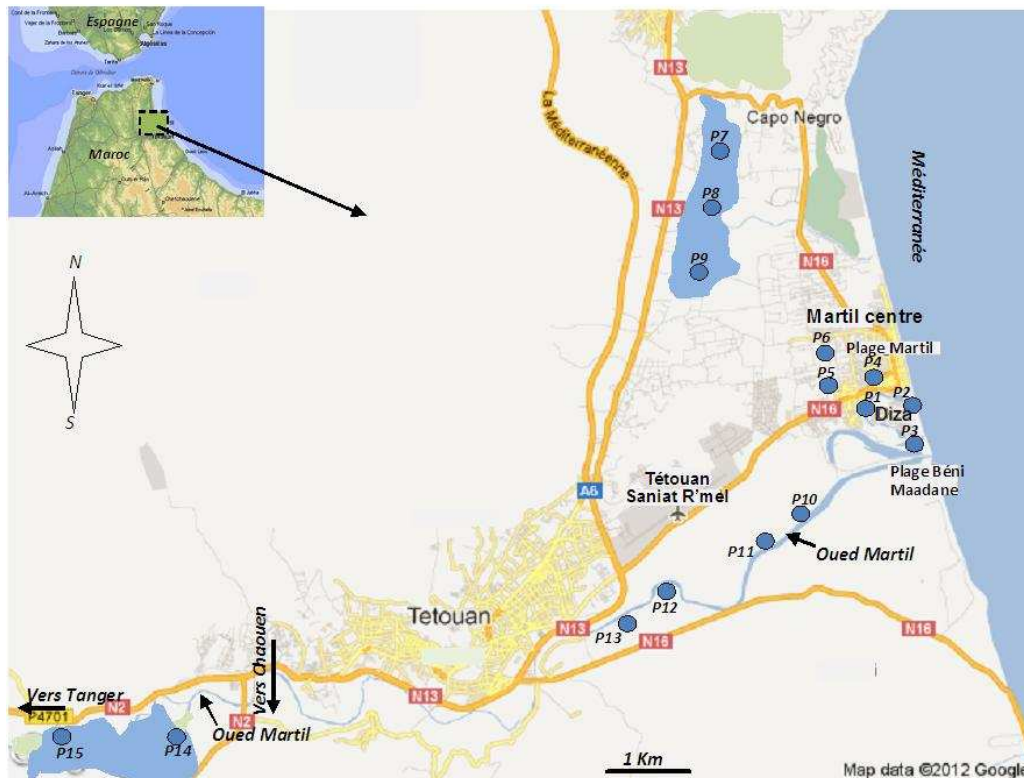 Espagne
Tanger
Maroc
N
S
La Méditerranéenne
N13
Capo Negro
P7
P8
N13
P9
N16
Méditerranée
Martil centre
P6
Plage Martil
P4
P5
P1
P2
N16
Diza
P3
Plage Béni
Maadane
A6
Tétouan
Saniat R'mel
P10
P11
Oued Martil
P12
Tetouan
N13
P13
N16
N16
Vers Chaouen
Vers Tanger
P4701
N2
N13
N2
Oued Martil
P15
P14
1 Km
Map data ©2012 Google